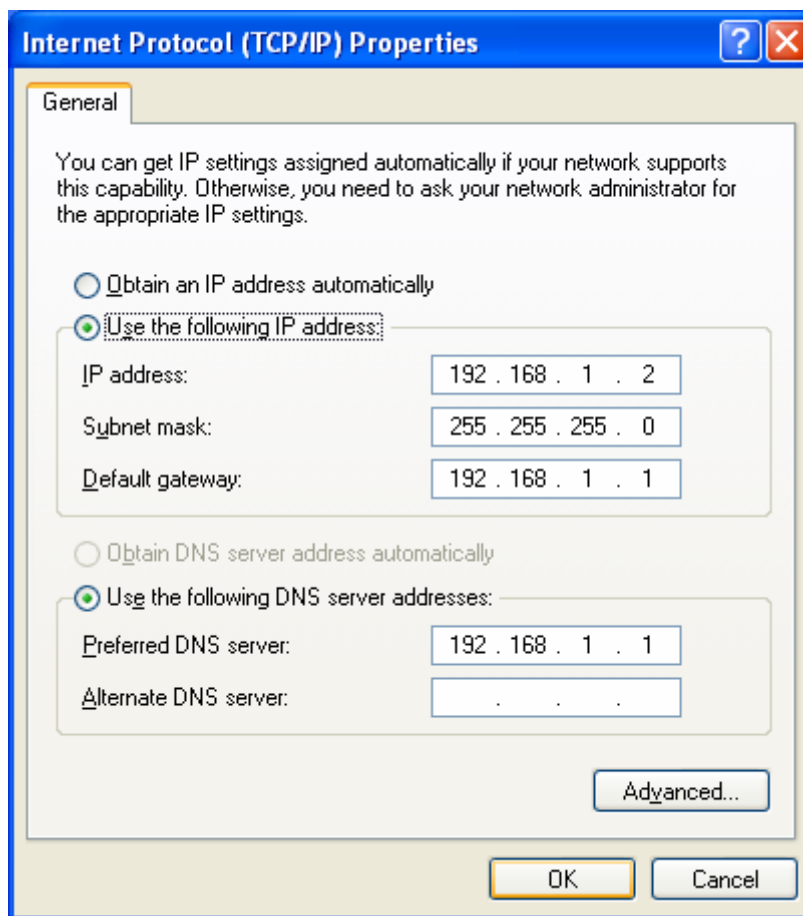 Internet Protocol (TCP/IP) Properties
General
You can get IP settings assigned automatically if your network supports
this capability. Otherwise, you need to ask your network administrator for
the appropriate IP settings.
Obtain an IP address automatically
Use the following IP address:
IP address: 192 . 168 . 1 . 2
Subnet mask: 255 . 255 . 255 . 0
Default gateway: 192 . 168 . 1 . 1
Obtain DNS server address automatically
Use the following DNS server addresses:
Preferred DNS server: 192 . 168 . 1 . 1
Alternate DNS server: . . .
Advanced...
OK Cancel